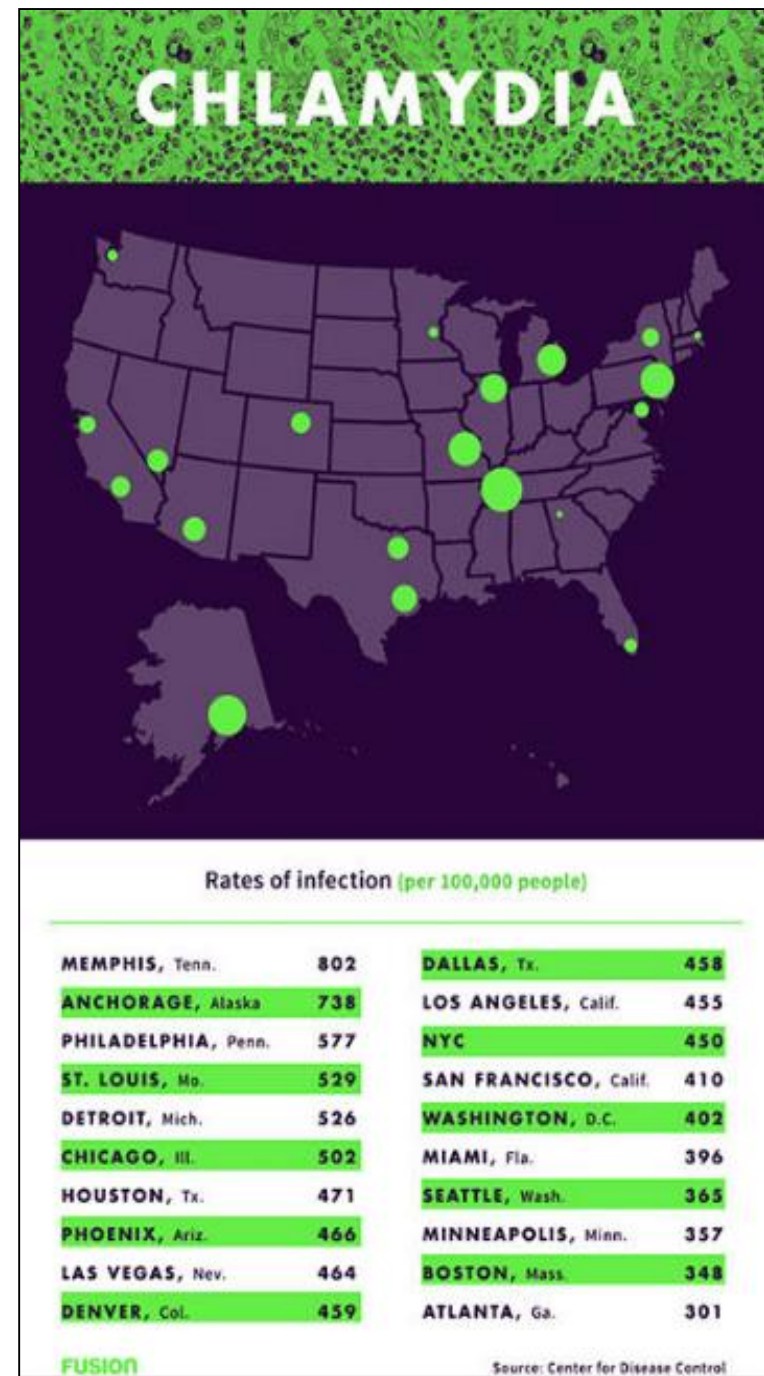 CHLAMYDIA
Rates of infection (per 100,000 people)
MEMPHIS, Tenn. 802
ANCHORAGE, Alaska 738
PHILADELPHIA, Penn. 577
ST. LOUIS, Mo. 529
DETROIT, Mich. 526
CHICAGO, Ill. 502
HOUSTON, Tx. 471
PHOENIX, Ariz. 466
LAS VEGAS, Nev. 464
DENVER, Col. 459
DALLAS, Tx. 458
LOS ANGELES, Calif. 455
NYC 450
SAN FRANCISCO, Calif. 410
WASHINGTON, D.C. 402
MIAMI, Fla. 396
SEATTLE, Wash. 365
MINNEAPOLIS, Minn. 357
BOSTON, Mass. 348
ATLANTA, Ga. 301
FUSION
Source: Center for Disease Control